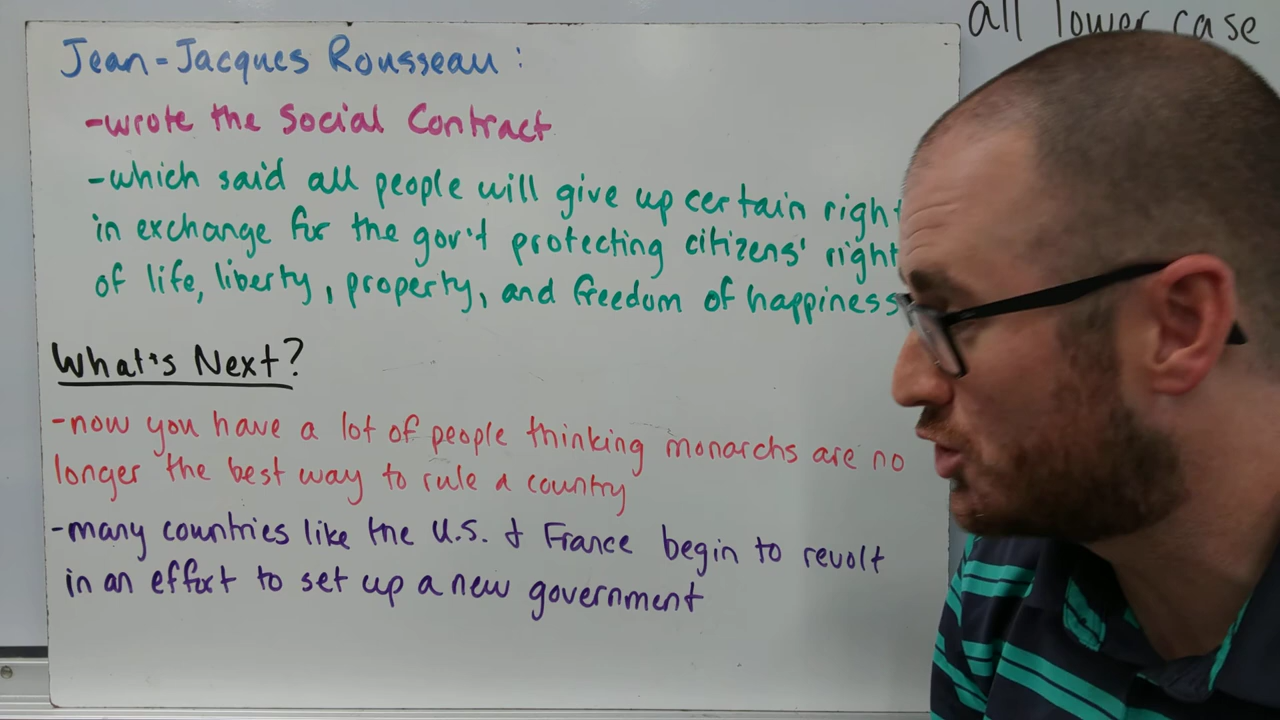 all lower case
Jean-Jacques Rousseau:
-wrote the Social Contract
-which said all people will give up certain right
in exchange for the gov't protecting citizens' right
of life, liberty, property, and freedom of happiness
What's Next?
-now you have a lot of people thinking monarchs are no
longer the best way to rule a country
-many countries like the U.S. & France begin to revolt
in an effort to set up a new government